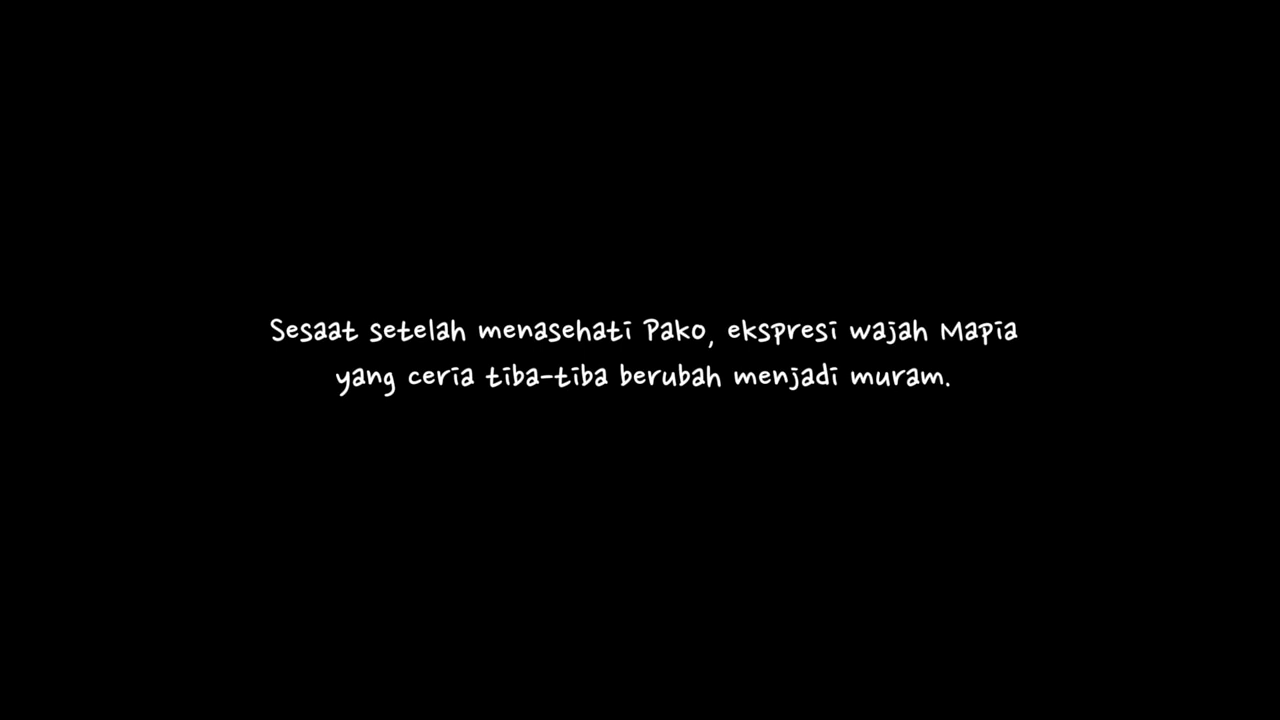 Sesaat setelah menasehati Pako, ekspresi wajah Mapia
yang ceria tiba-tiba berubah menjadi muram.